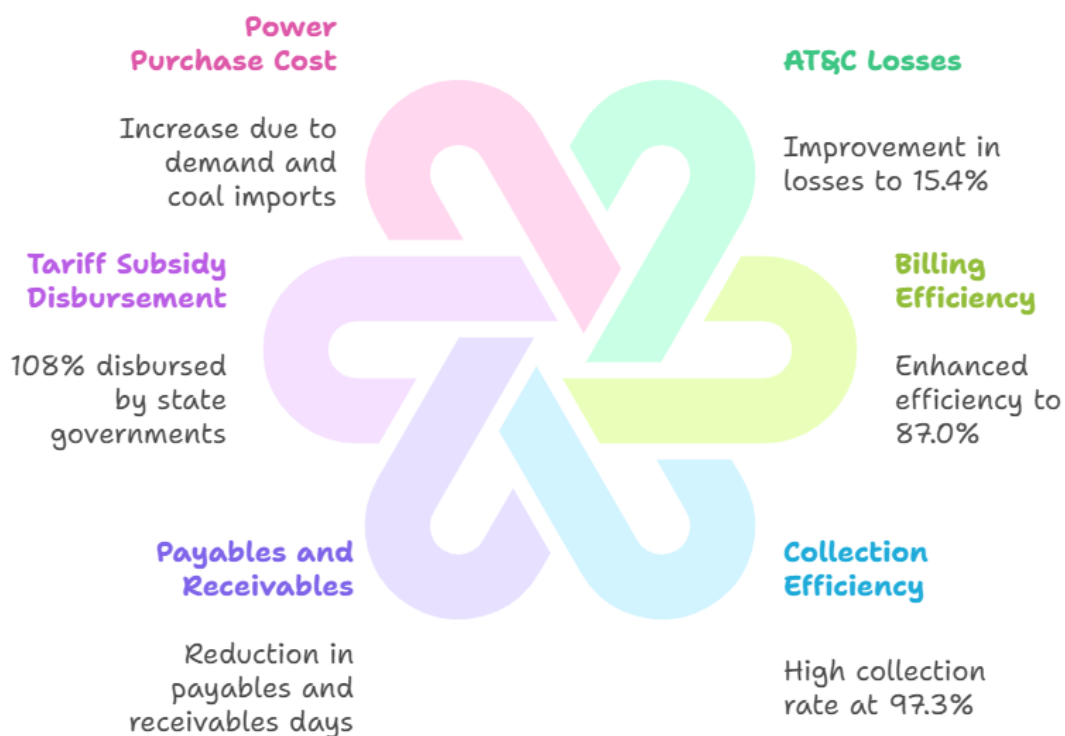 Power
Purchase Cost
Increase due to
demand and
coal imports
AT&C Losses
Improvement in
losses to 15.4%
Tariff Subsidy
Disbursement
108% disbursed
by state
governments
Billing
Efficiency
Enhanced
efficiency to
87.0%
Payables and
Receivables
Reduction in
payables and
receivables days
Collection
Efficiency
High collection
rate at 97.3%